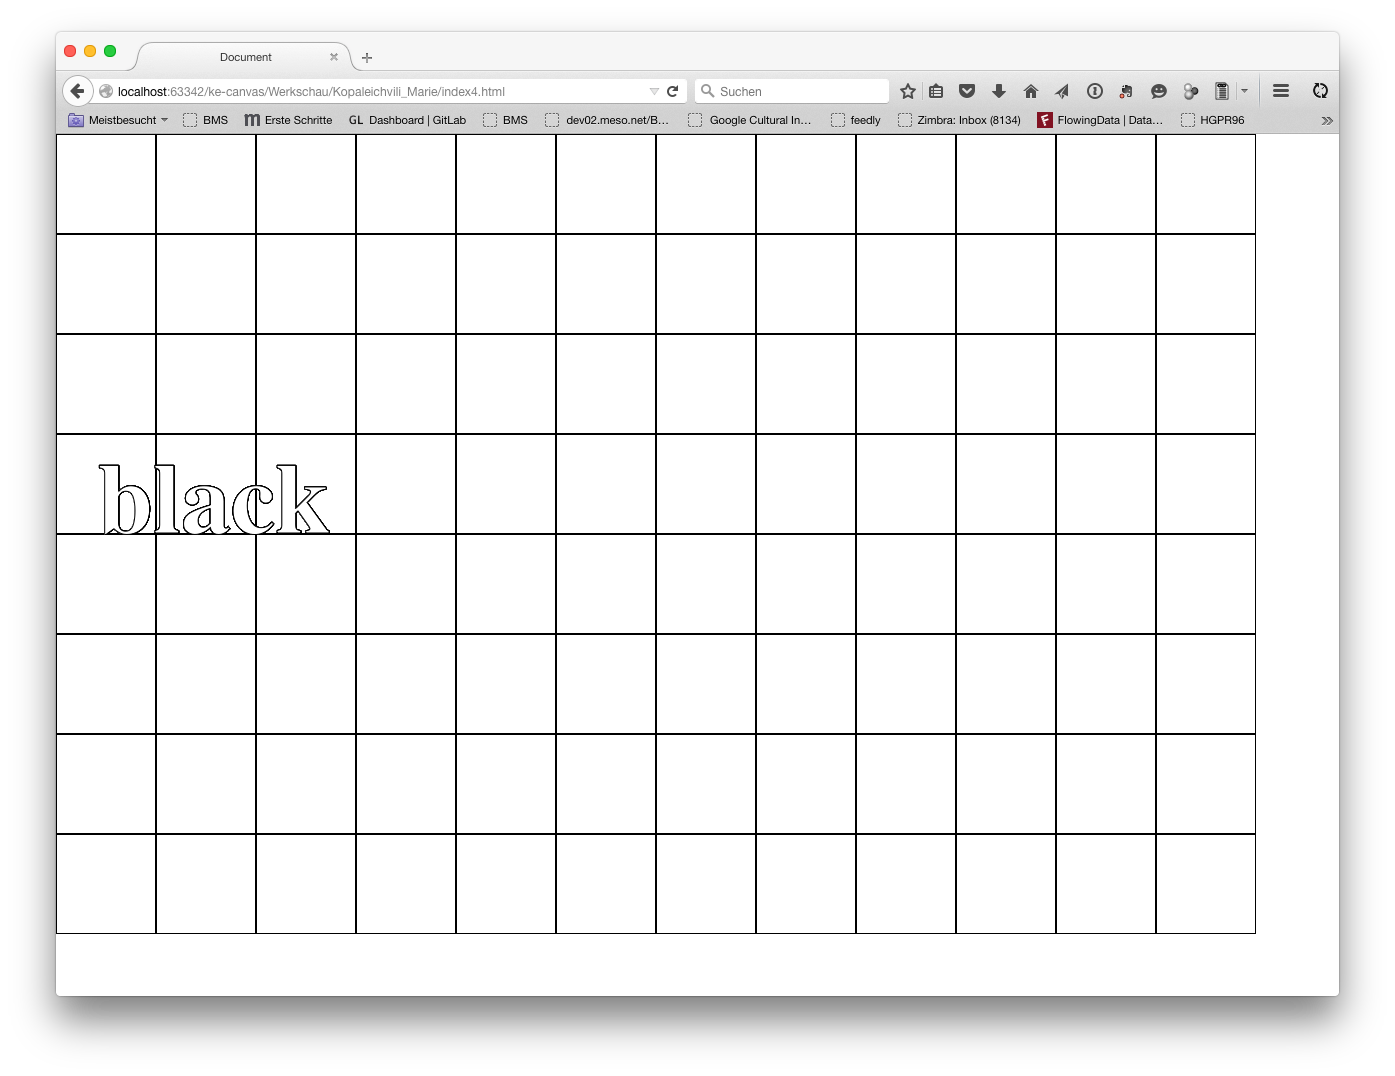 Document
localhost:63342/ke-canvas/Werkschau/Kopaleichvili_Marie/index4.html Suchen
Meistbesucht BMS m Erste Schritte GL Dashboard | GitLab BMS dev02.meso.net/B... Google Cultural In... feedly Zimbra: Inbox (8134) F FlowingData | Data... HGPR96
black